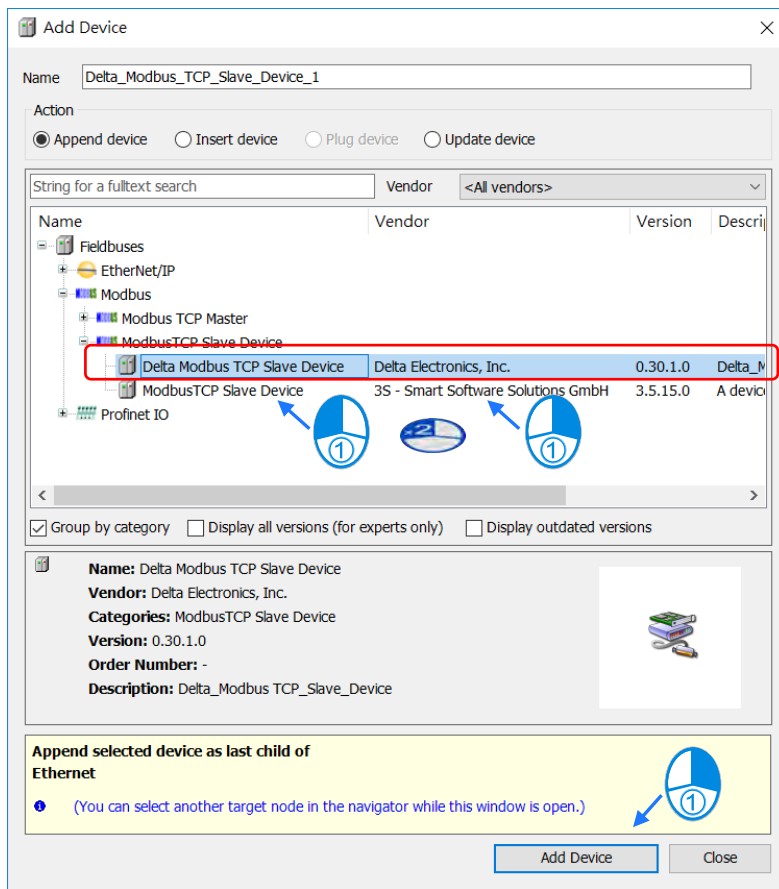 Add Device
Name Delta_Modbus_TCP_Slave_Device_1
Action
Append device Insert device Plug device Update device
String for a fulltext search Vendor <All vendors>
Name Vendor Version Descrip
Fieldbuses
EtherNet/IP
Modbus
Modbus TCP Master
ModbusTCP Slave Device
Delta Modbus TCP Slave Device Delta Electronics, Inc. 0.30.1.0 Delta_M
ModbusTCP Slave Device 3S - Smart Software Solutions GmbH 3.5.15.0 A device
Profinet IO
1 2 1
Group by category Display all versions (for experts only) Display outdated versions
Name: Delta Modbus TCP Slave Device
Vendor: Delta Electronics, Inc.
Categories: ModbusTCP Slave Device
Version: 0.30.1.0
Order Number: -
Description: Delta_Modbus TCP_Slave_Device
Append selected device as last child of
Ethernet
(You can select another target node in the navigator while this window is open.)
1
Add Device Close